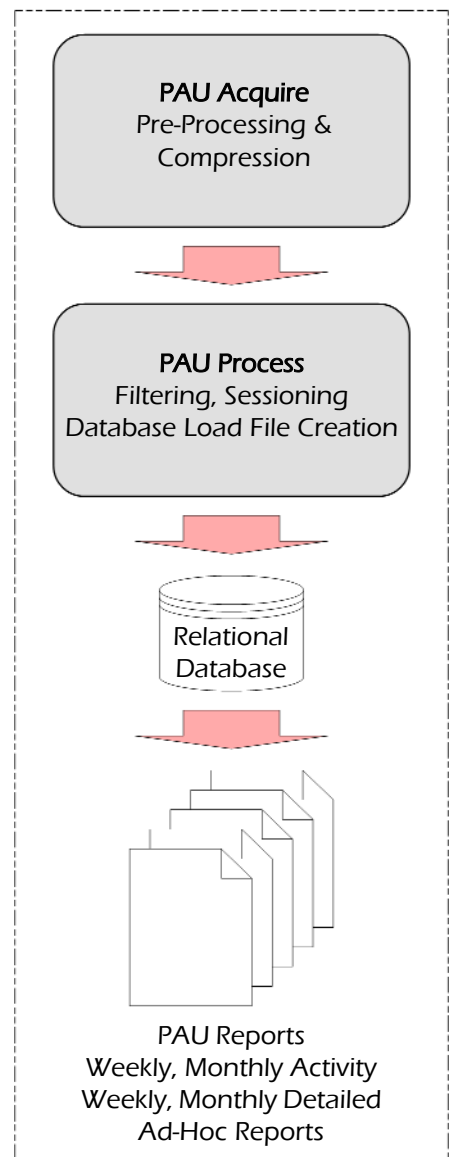 PAU Acquire
Pre-Processing &
Compression
PAU Process
Filtering, Sessioning
Database Load File Creation
Relational
Database
PAU Reports
Weekly, Monthly Activity
Weekly, Monthly Detailed
Ad-Hoc Reports